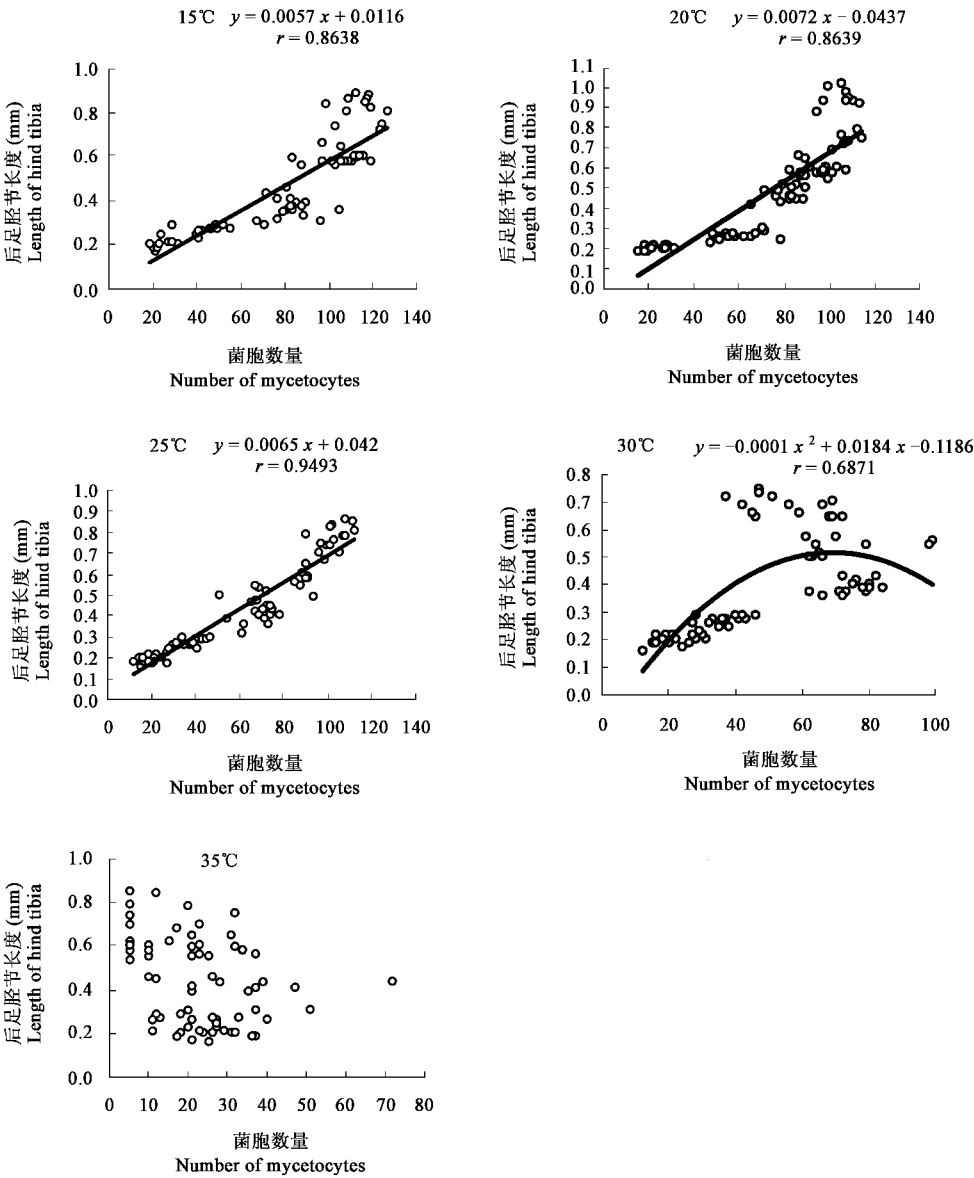 15℃ y = 0.0057 x + 0.0116
r = 0.8638
后足胫节长度 (mm)
Length of hind tibia
1.0
0.8
0.6
0.4
0.2
0.0
0 20 40 60 80 100 120 140
菌胞数量
Number of mycetocytes
20℃ y = 0.0072 x − 0.0437
r = 0.8639
后足胫节长度 (mm)
Length of hind tibia
1.1
1.0
0.9
0.8
0.7
0.6
0.5
0.4
0.3
0.2
0.1
0.0
0 20 40 60 80 100 120 140
菌胞数量
Number of mycetocytes
25℃ y = 0.0065 x + 0.042
r = 0.9493
后足胫节长度 (mm)
Length of hind tibia
1.0
0.9
0.8
0.7
0.6
0.5
0.4
0.3
0.2
0.1
0.0
0 20 40 60 80 100 120 140
菌胞数量
Number of mycetocytes
30℃ y = −0.0001 x 2 + 0.0184 x −0.1186
r = 0.6871
后足胫节长度 (mm)
Length of hind tibia
0.8
0.7
0.6
0.5
0.4
0.3
0.2
0.1
0.0
0 20 40 60 80 100
菌胞数量
Number of mycetocytes
35℃
后足胫节长度 (mm)
Length of hind tibia
1.0
0.8
0.6
0.4
0.2
0.0
0 10 20 30 40 50 60 70 80
菌胞数量
Number of mycetocytes